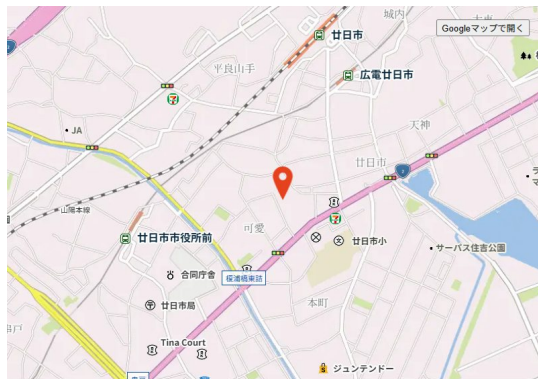 城内
Googleマップで開く
廿日市
平良山手
広電廿日市
天神
JA
廿日市
山陽本線
可愛
廿日市市役所前
廿日市小
サーパス住吉公園
合同庁舎
桜浦橋東詰
廿日市局
本町
Tina Court
ジュンテンドー